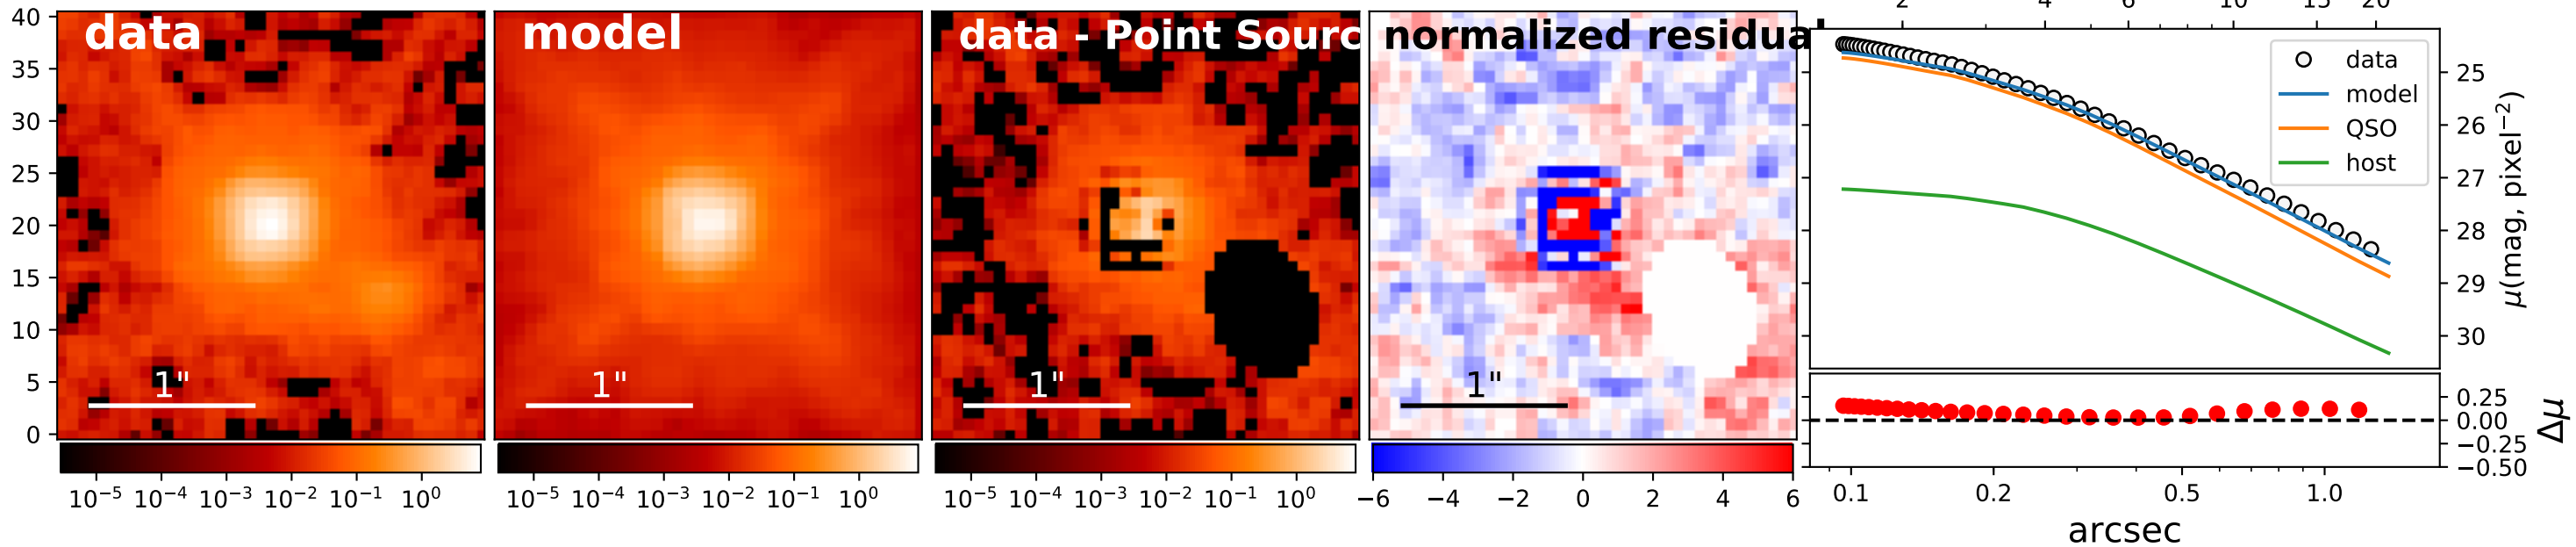 data
model
data - Point Sourc
normalized residual
40
35
30
25
20
15
10
5
0
1"
1"
1"
1"
10⁻⁵ 10⁻⁴ 10⁻³ 10⁻² 10⁻¹ 10⁰
10⁻⁵ 10⁻⁴ 10⁻³ 10⁻² 10⁻¹ 10⁰
10⁻⁵ 10⁻⁴ 10⁻³ 10⁻² 10⁻¹ 10⁰
−6 −4 −2 0 2 4 6
2 4 6 10 15 20
data
model
QSO
host
25
26
27
28
29
30
μ(mag, pixel⁻²)
0.25
0.00
−0.25
−0.50
Δμ
0.1 0.2 0.5 1.0
arcsec